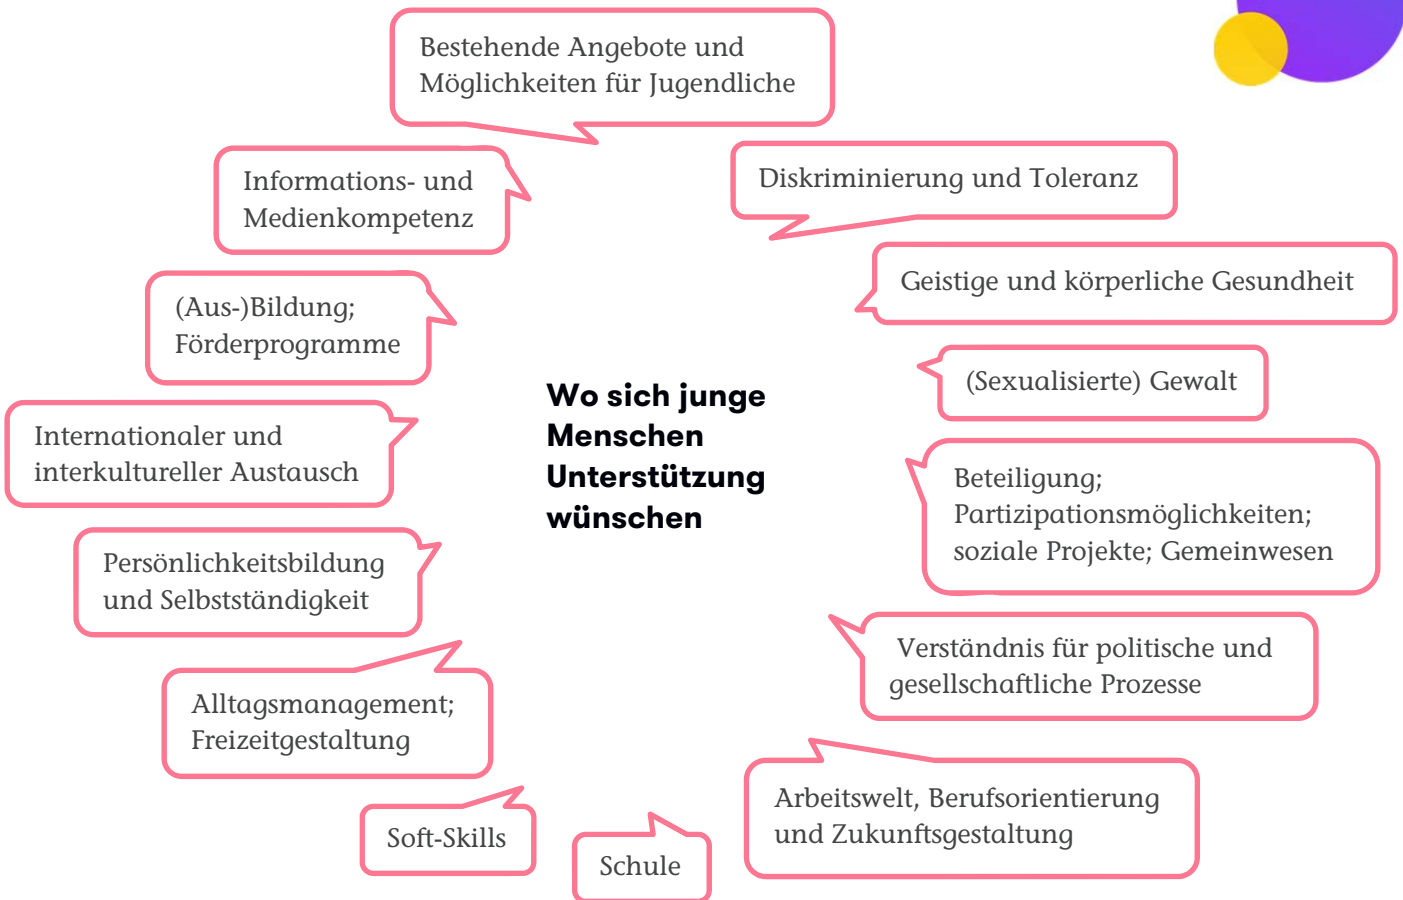 Bestehende Angebote und
Möglichkeiten für Jugendliche
Diskriminierung und Toleranz
Informations- und
Medienkompetenz
Geistige und körperliche Gesundheit
(Aus-)Bildung;
Förderprogramme
(Sexualisierte) Gewalt
Wo sich junge
Menschen
Unterstützung
wünschen
Internationaler und
interkultureller Austausch
Beteiligung;
Partizipationsmöglichkeiten;
soziale Projekte; Gemeinwesen
Persönlichkeitsbildung
und Selbstständigkeit
Verständnis für politische und
gesellschaftliche Prozesse
Alltagsmanagement;
Freizeitgestaltung
Arbeitswelt, Berufsorientierung
und Zukunftsgestaltung
Soft-Skills
Schule